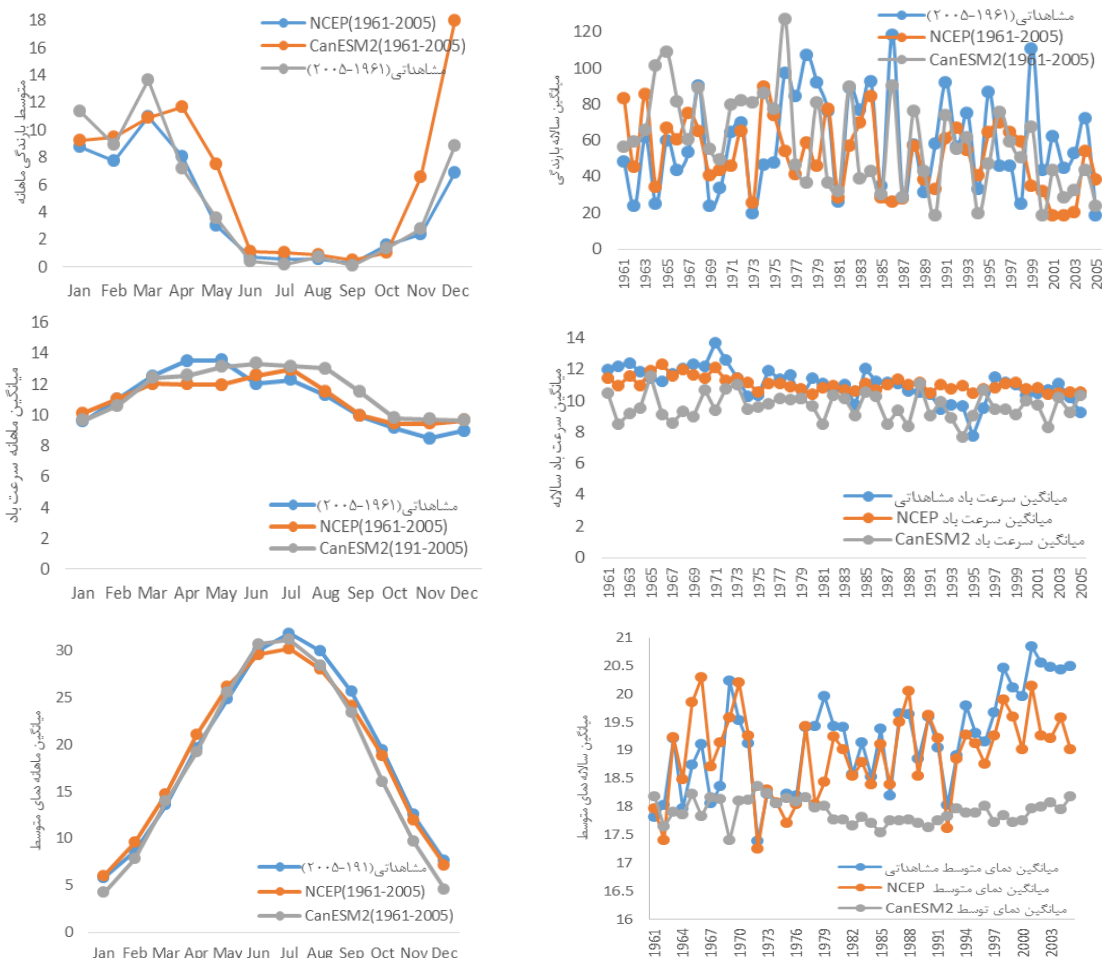 متوسط بارندگی ماهانه
18
16
14
12
10
8
6
4
2
0
NCEP(1961-2005)
CanESM2(1961-2005)
مشاهداتی(۱۹۶۱-۲۰۰۵)
Jan Feb Mar Apr May Jun Jul Aug Sep Oct Nov Dec
میانگین سالانه بارندگی
120
100
80
60
40
20
0
مشاهداتی(۱۹۶۱-۲۰۰۵)
NCEP(1961-2005)
CanESM2(1961-2005)
1961 1963 1965 1967 1969 1971 1973 1975 1977 1979 1981 1983 1985 1987 1989 1991 1993 1995 1997 1999 2001 2003 2005
میانگین ماهانه سرعت باد
16
14
12
10
8
6
4
2
0
مشاهداتی(۱۹۶۱-۲۰۰۵)
NCEP(1961-2005)
CanESM2(191-2005)
Jan Feb Mar Apr May Jun Jul Aug Sep Oct Nov Dec
میانگین سرعت باد سالانه
14
12
10
8
6
4
2
0
میانگین سرعت باد مشاهداتی
میانگین سرعت باد NCEP
میانگین سرعت باد CanESM2
1961 1963 1965 1967 1969 1971 1973 1975 1977 1979 1981 1983 1985 1987 1989 1991 1993 1995 1997 1999 2001 2003 2005
میانگین ماهانه دمای متوسط
30
25
20
15
10
5
0
مشاهداتی(۱۹۱-۲۰۰۵)
NCEP(1961-2005)
CanESM2(1961-2005)
Jan Feb Mar Apr May Jun Jul Aug Sep Oct Nov Dec
میانگین سالانه دمای متوسط
21
20.5
20
19.5
19
18.5
18
17.5
17
16.5
16
میانگین دمای متوسط مشاهداتی
میانگین دمای متوسط NCEP
میانگین دمای توسط CanESM2
1961 1964 1967 1970 1973 1976 1979 1982 1985 1988 1991 1994 1997 2000 2003